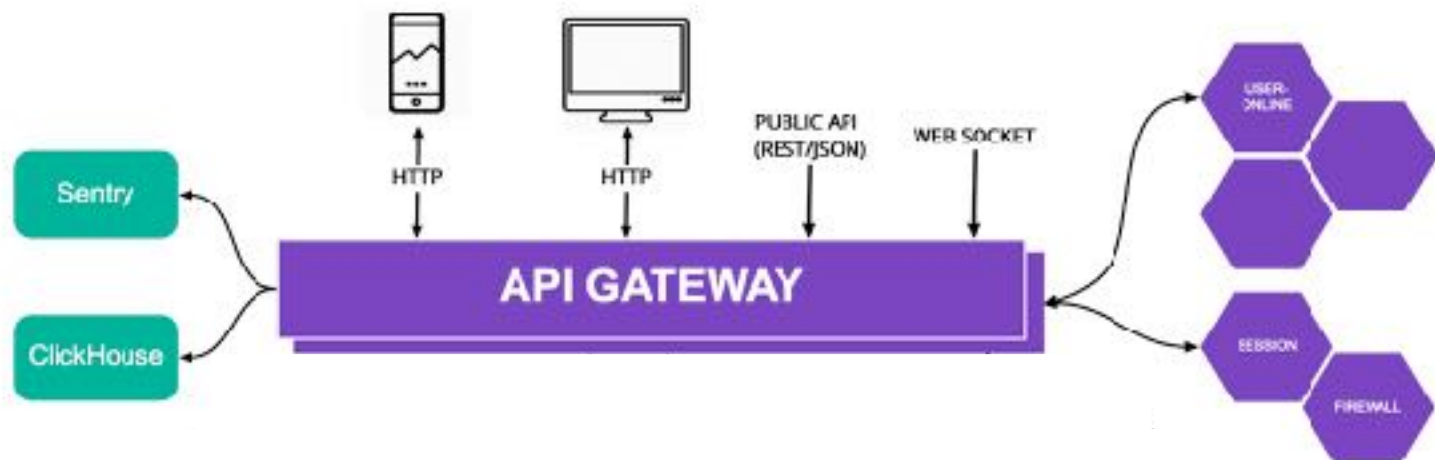 PUBLIC API
(REST/JSON)
WEB SOCKET
HTTP
HTTP
USER-
ONLINE
Sentry
API GATEWAY
ClickHouse
SESSION
FIREWALL